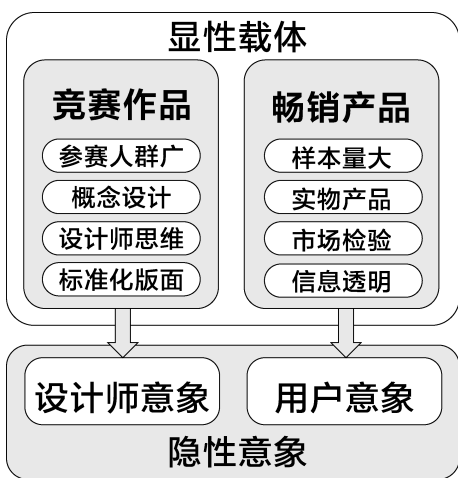 显性载体
竞赛作品
参赛人群广
概念设计
设计师思维
标准化版面
畅销产品
样本量大
实物产品
市场检验
信息透明
设计师意象
用户意象
隐性意象